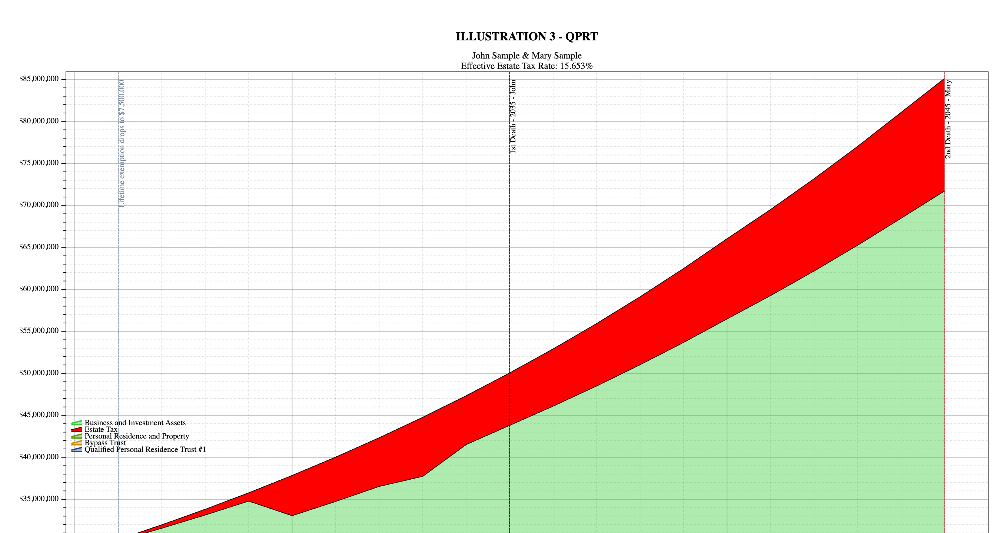 ILLUSTRATION 3 - QPRT
John Sample & Mary Sample
Effective Estate Tax Rate: 15.653%
$85,000,000
$80,000,000
$75,000,000
$70,000,000
$65,000,000
$60,000,000
$55,000,000
$50,000,000
$45,000,000
$40,000,000
$35,000,000
Lifetime exemption drops to $7,500,000
1st Death - 2035 - John
2nd Death - 2045 - Mary
Business and Investment Assets
Estate Tax
Personal Residence and Property
Bypass Trust
Qualified Personal Residence Trust #1